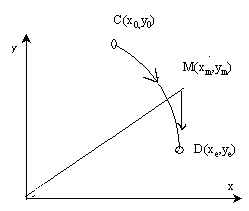 C(x₀,y₀)
y
M(xₘ,yₘ)
D(xₑ,yₑ)
x